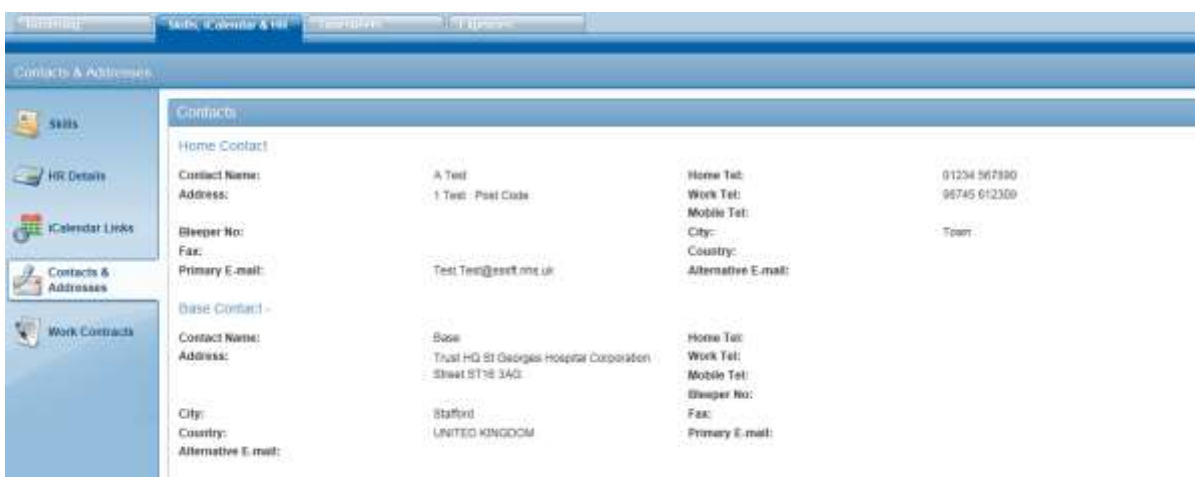 Skills, iCalendar & HR
Contacts & Addresses
Skills
HR Details
iCalendar Links
Contacts &
Addresses
Work Contracts
Contacts
Home Contact
Contact Name: A Test Home Tel: 01234 567890
Address: 1 Test Post Code Work Tel:
Mobile Tel:
Bleeper No: City: Town
Fax: Country:
Primary E-mail: Alternative E-mail:
Base Contact -
Contact Name: Base Home Tel:
Address: Trust HQ St Georges Hospital Corporation Work Tel:
Street ST16 3AG Mobile Tel:
Bleeper No:
City: Stafford Fax:
Country: UNITED KINGDOM Primary E-mail:
Alternative E-mail: